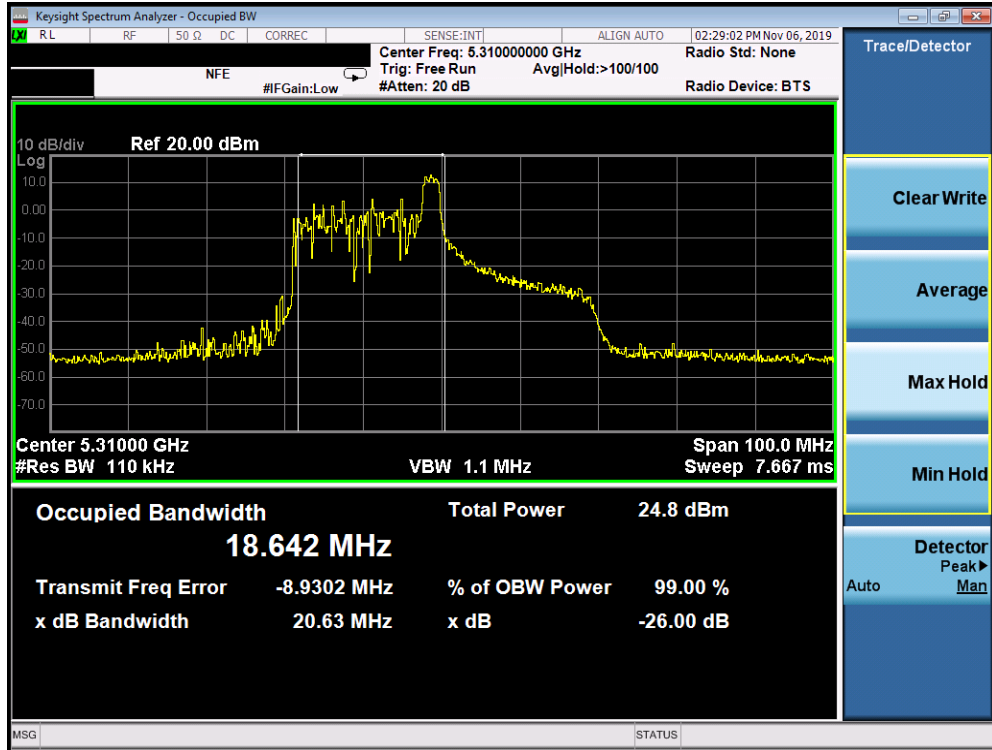 Keysight Spectrum Analyzer - Occupied BW
LXI RL RF 50 Ω DC CORREC SENSE:INT ALIGN AUTO 02:29:02 PM Nov 06, 2019
Center Freq: 5.310000000 GHz Radio Std: None
NFE Trig: Free Run Avg|Hold:>100/100
#IFGain:Low #Atten: 20 dB Radio Device: BTS
Trace/Detector
10 dB/div Ref 20.00 dBm
Log
10.0
0.00
-10.0
-20.0
-30.0
-40.0
-50.0
-60.0
-70.0
Center 5.31000 GHz Span 100.0 MHz
#Res BW 110 kHz VBW 1.1 MHz Sweep 7.667 ms
Occupied Bandwidth Total Power 24.8 dBm
18.642 MHz
Transmit Freq Error -8.9302 MHz % of OBW Power 99.00 %
x dB Bandwidth 20.63 MHz x dB -26.00 dB
Clear Write
Average
Max Hold
Min Hold
Detector
Peak▶
Auto Man
MSG STATUS